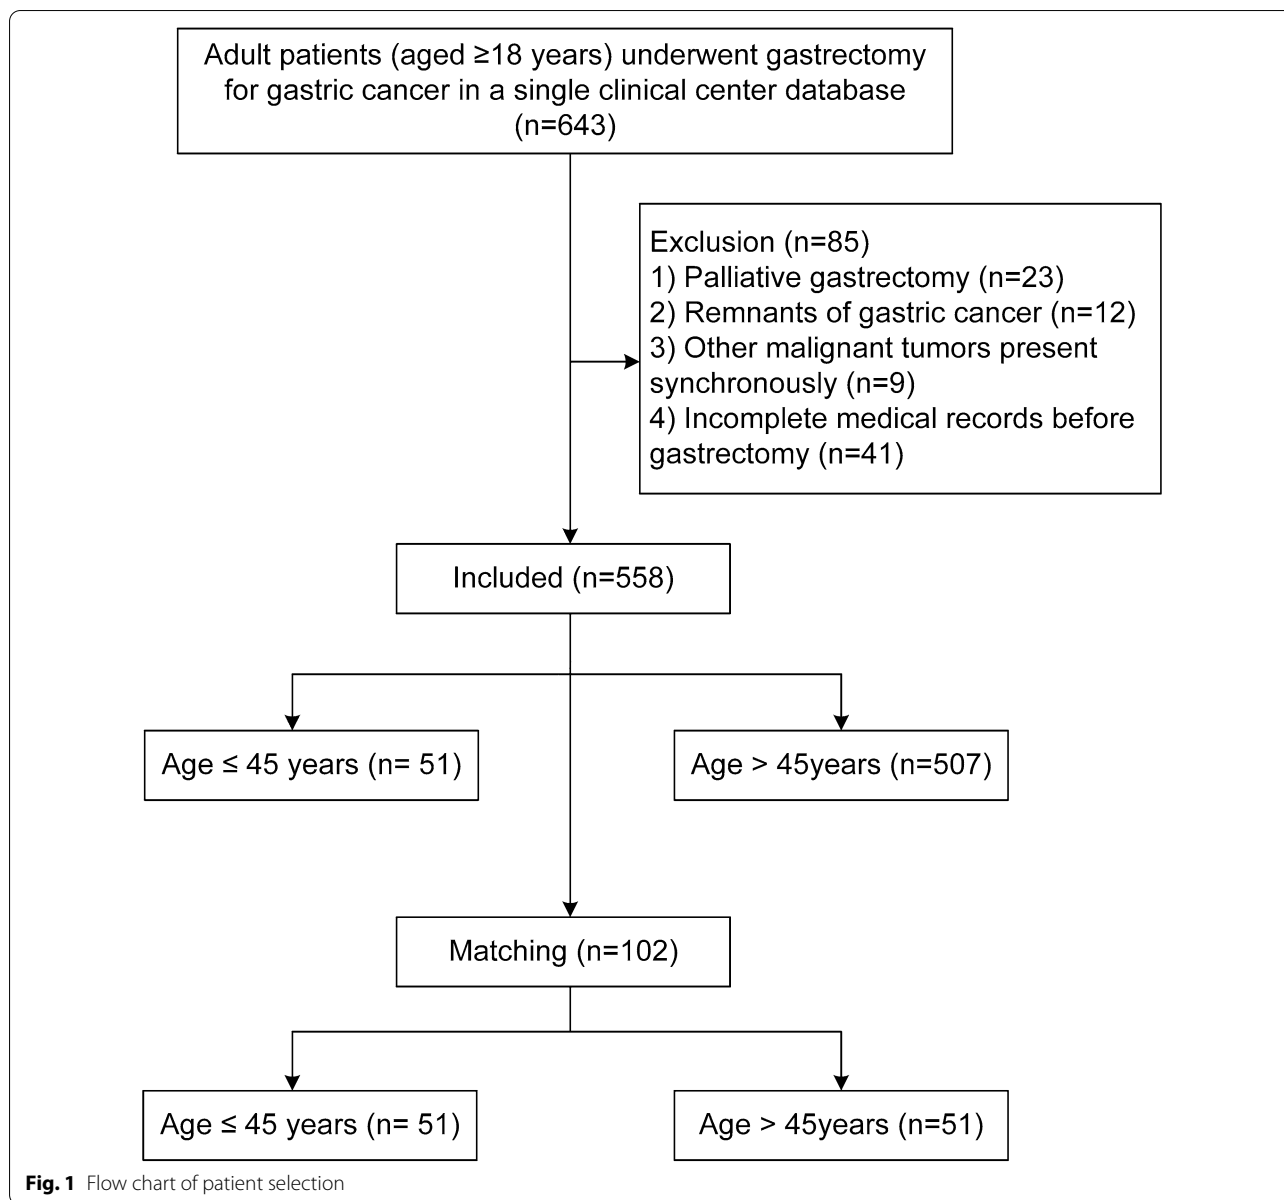 Adult patients (aged ≥18 years) underwent gastrectomy
for gastric cancer in a single clinical center database
(n=643)
Exclusion (n=85)
1) Palliative gastrectomy (n=23)
2) Remnants of gastric cancer (n=12)
3) Other malignant tumors present
synchronously (n=9)
4) Incomplete medical records before
gastrectomy (n=41)
Included (n=558)
Age ≤ 45 years (n= 51)
Age > 45years (n=507)
Matching (n=102)
Age ≤ 45 years (n= 51)
Age > 45years (n=51)
Fig. 1 Flow chart of patient selection